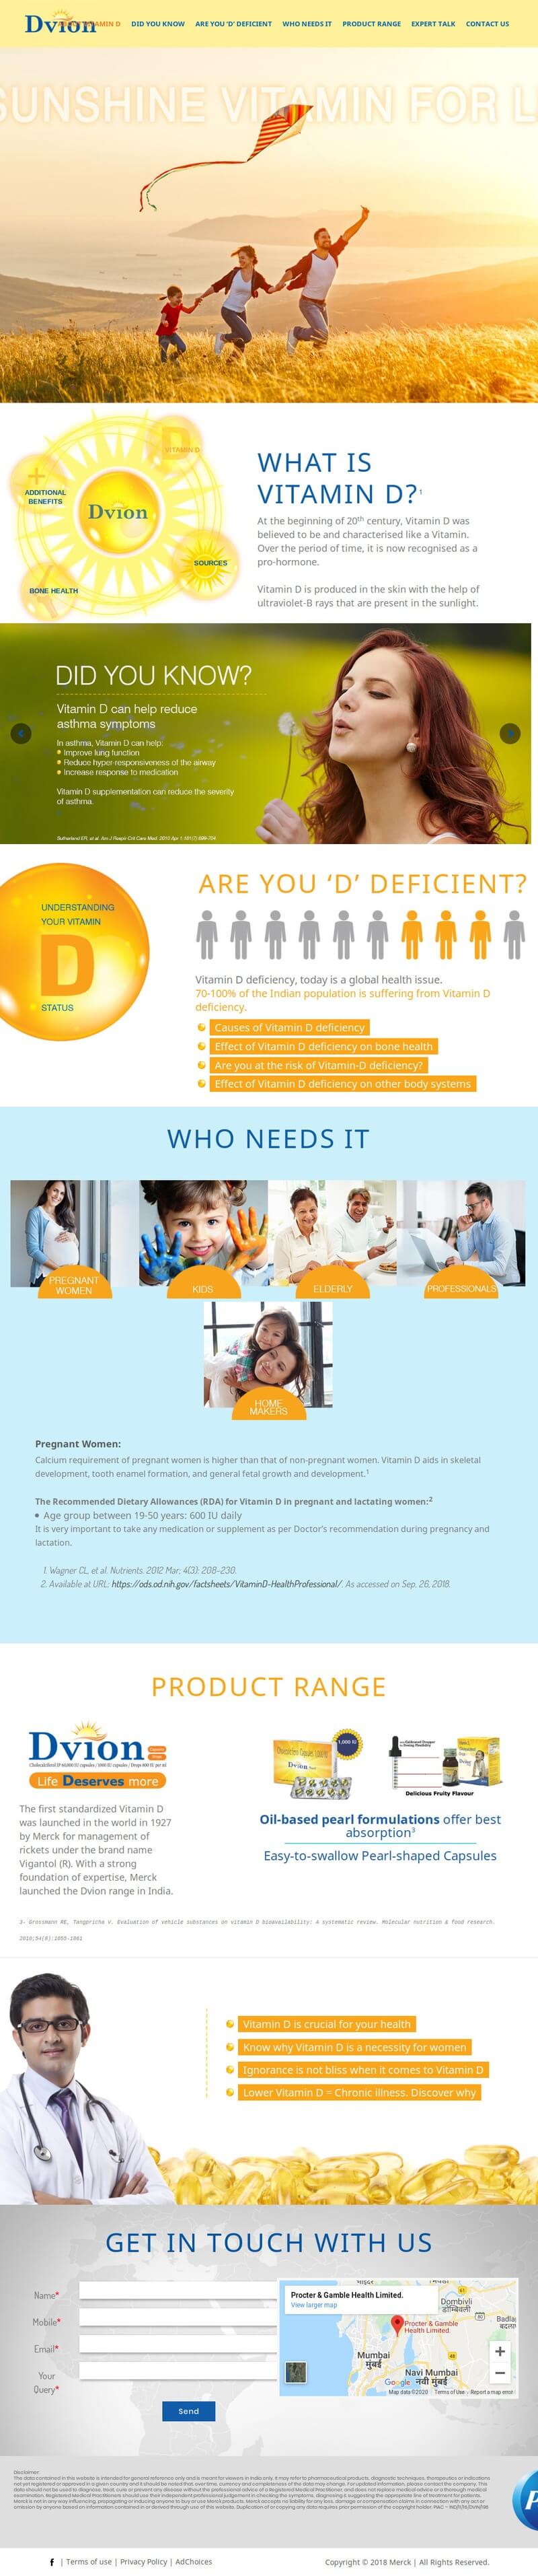 Dvion
VITAMIN D
DID YOU KNOW
ARE YOU 'D' DEFICIENT
WHO NEEDS IT
PRODUCT RANGE
EXPERT TALK
CONTACT US
SUNSHINE VITAMIN FOR L
VITAMIN D
ADDITIONAL
BENEFITS
Dvion
SOURCES
BONE HEALTH
WHAT IS
VITAMIN D?1
At the beginning of 20th century, Vitamin D was
believed to be and characterised like a Vitamin.
Over the period of time, it is now recognised as a
pro-hormone.
Vitamin D is produced in the skin with the help of
ultraviolet-B rays that are present in the sunlight.
DID YOU KNOW?
Vitamin D can help reduce
asthma symptoms
In asthma, Vitamin D can help:
Improve lung function
Reduce hyper-responsiveness of the airway
Increase response to medication
Vitamin D supplementation can reduce the severity
of asthma.
Sutherland ER, et al. Am J Respir Crit Care Med. 2010 Apr 1;181(7):699-704
UNDERSTANDING
YOUR VITAMIN
D
STATUS
ARE YOU ‘D’ DEFICIENT?
Vitamin D deficiency, today is a global health issue.
70-100% of the Indian population is suffering from Vitamin D
deficiency.
Causes of Vitamin D deficiency
Effect of Vitamin D deficiency on bone health
Are you at the risk of Vitamin-D deficiency?
Effect of Vitamin D deficiency on other body systems
WHO NEEDS IT
PREGNANT
WOMEN
KIDS
ELDERLY
PROFESSIONALS
HOME
MAKERS
Pregnant Women:
Calcium requirement of pregnant women is higher than that of non-pregnant women. Vitamin D aids in skeletal
development, tooth enamel formation, and general fetal growth and development.1
The Recommended Dietary Allowances (RDA) for Vitamin D in pregnant and lactating women:2
Age group between 19-50 years: 600 IU daily
It is very important to take any medication or supplement as per Doctor's recommendation during pregnancy and
lactation.
1. Wagner CL, et al. Nutrients. 2012 Mar; 4(3): 208–230.
2. Available at URL: https://ods.od.nih.gov/factsheets/VitaminD-HealthProfessional/. As accessed on Sep. 26, 2018.
PRODUCT RANGE
Dvion
Life Deserves more
1,000 IU
Delicious Fruity Flavour
The first standardized Vitamin D
was launched in the world in 1927
by Merck for management of
rickets under the brand name
Vigantol (R). With a strong
foundation of expertise, Merck
launched the Dvion range in India.
Oil-based pearl formulations offer best
absorption3
Easy-to-swallow Pearl-shaped Capsules
3- Grossmann RE, Tangpricha V. Evaluation of vehicle substances on vitamin D bioavailability: A systematic review. Molecular nutrition & food research.
2010;54(8):1055-1061
Vitamin D is crucial for your health
Know why Vitamin D is a necessity for women
Ignorance is not bliss when it comes to Vitamin D
Lower Vitamin D = Chronic illness. Discover why
GET IN TOUCH WITH US
Name*
Mobile*
Email*
Your
Query*
Send
Procter & Gamble Health Limited.
View larger map
Dombivli
डोंबिवली
Procter & Gamble
Health Limited.
Mumbai
मुंबई
Navi Mumbai
नवी मुंबई
Google
Map data ©2020
Terms of Use
Report a map error
Disclaimer:
| Terms of use | Privacy Policy | AdChoices
Copyright © 2018 Merck | All Rights Reserved.